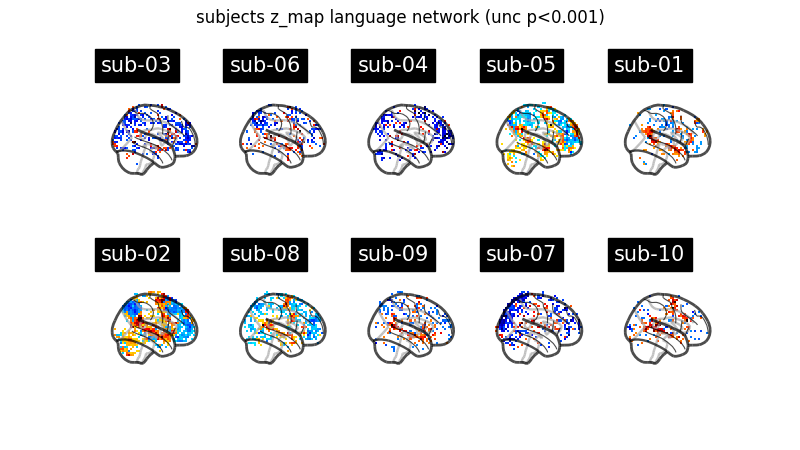 subjects z_map language network (unc p<0.001)
sub-03 sub-06 sub-04 sub-05 sub-01
sub-02 sub-08 sub-09 sub-07 sub-10